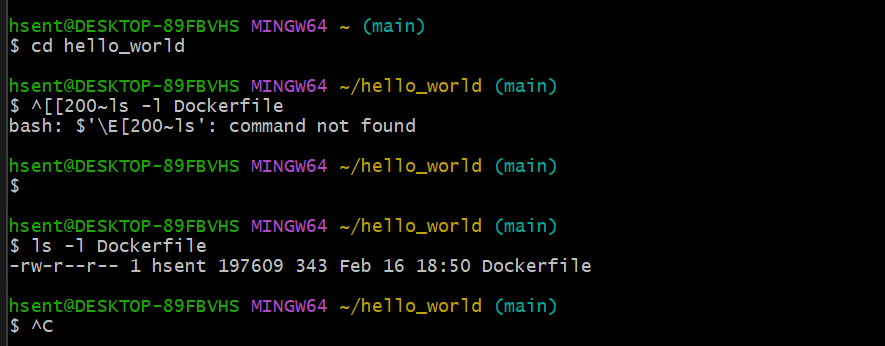 hsent@DESKTOP-89FBVHS MINGW64 ~ (main)
$ cd hello_world
hsent@DESKTOP-89FBVHS MINGW64 ~/hello_world (main)
$ ^[[200~ls -l Dockerfile
bash: $'\E[200~ls': command not found
hsent@DESKTOP-89FBVHS MINGW64 ~/hello_world (main)
$
hsent@DESKTOP-89FBVHS MINGW64 ~/hello_world (main)
$ ls -l Dockerfile
-rw-r--r-- 1 hsent 197609 343 Feb 16 18:50 Dockerfile
hsent@DESKTOP-89FBVHS MINGW64 ~/hello_world (main)
$ ^C